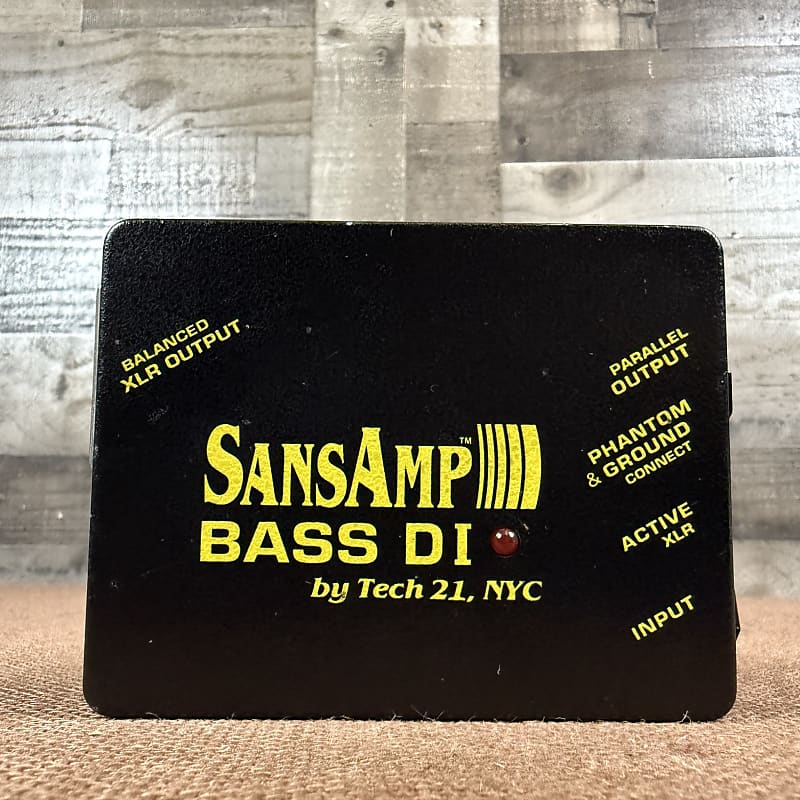 BALANCED
XLR OUTPUT
PARALLEL
OUTPUT
PHANTOM
& GROUND
CONNECT
SANSAMP™
BASS DI
by Tech 21, NYC
ACTIVE
XLR
INPUT